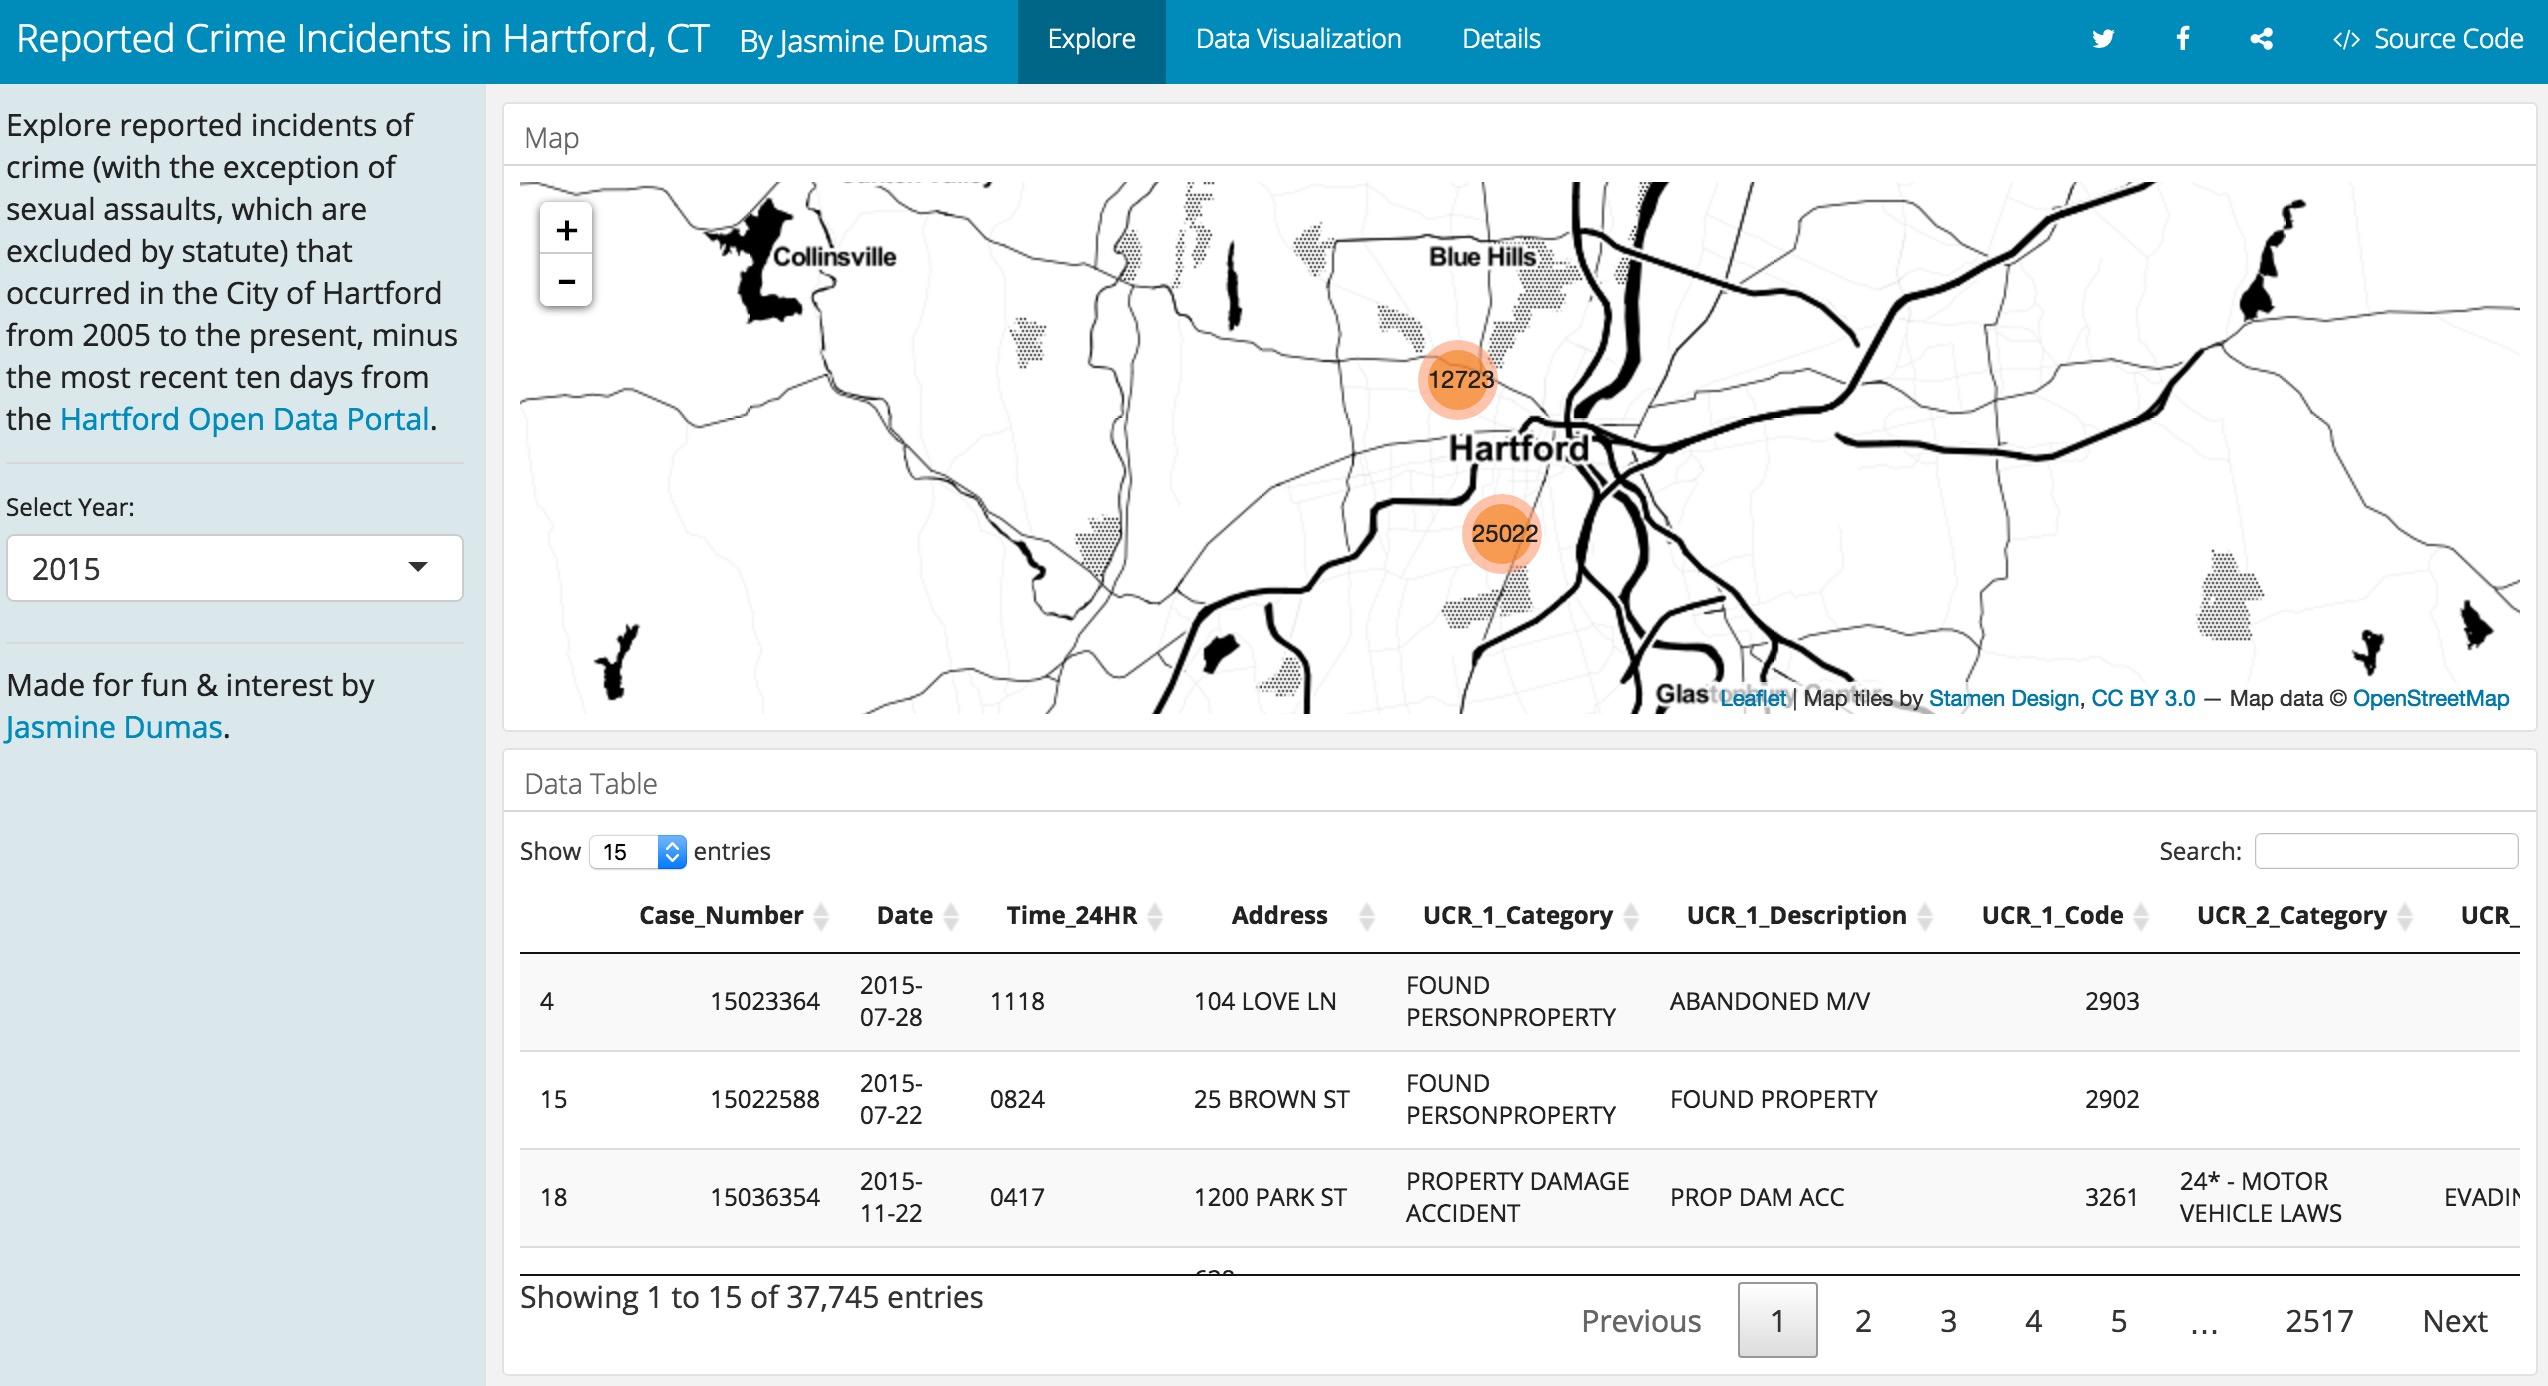 Reported Crime Incidents in Hartford, CT By Jasmine Dumas Explore Data Visualization Details Source Code
Explore reported incidents of
crime (with the exception of
sexual assaults, which are
excluded by statute) that
occurred in the City of Hartford
from 2005 to the present, minus
the most recent ten days from
the Hartford Open Data Portal.
Select Year:
2015
Made for fun & interest by
Jasmine Dumas.
Map
+
-
Collinsville
Blue Hills
12723
Hartford
25022
Leaflet | Map tiles by Stamen Design, CC BY 3.0 — Map data © OpenStreetMap
Data Table
Show 15 entries
Search:
Case_Number Date Time_24HR Address UCR_1_Category UCR_1_Description UCR_1_Code UCR_2_Category UCR_
4 15023364 2015-07-28 1118 104 LOVE LN FOUND PERSONPROPERTY ABANDONED M/V 2903
15 15022588 2015-07-22 0824 25 BROWN ST FOUND PERSONPROPERTY FOUND PROPERTY 2902
18 15036354 2015-11-22 0417 1200 PARK ST PROPERTY DAMAGE ACCIDENT PROP DAM ACC 3261 24* - MOTOR VEHICLE LAWS
Showing 1 to 15 of 37,745 entries
Previous 1 2 3 4 5 ... 2517 Next